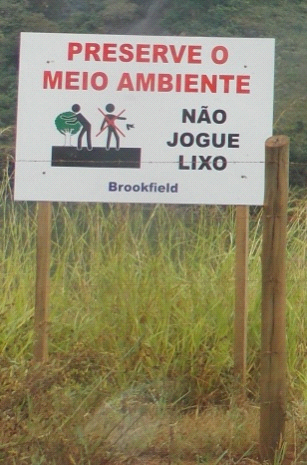 PRESERVE O
MEIO AMBIENTE
NÃO
JOGUE
LIXO
Brookfield